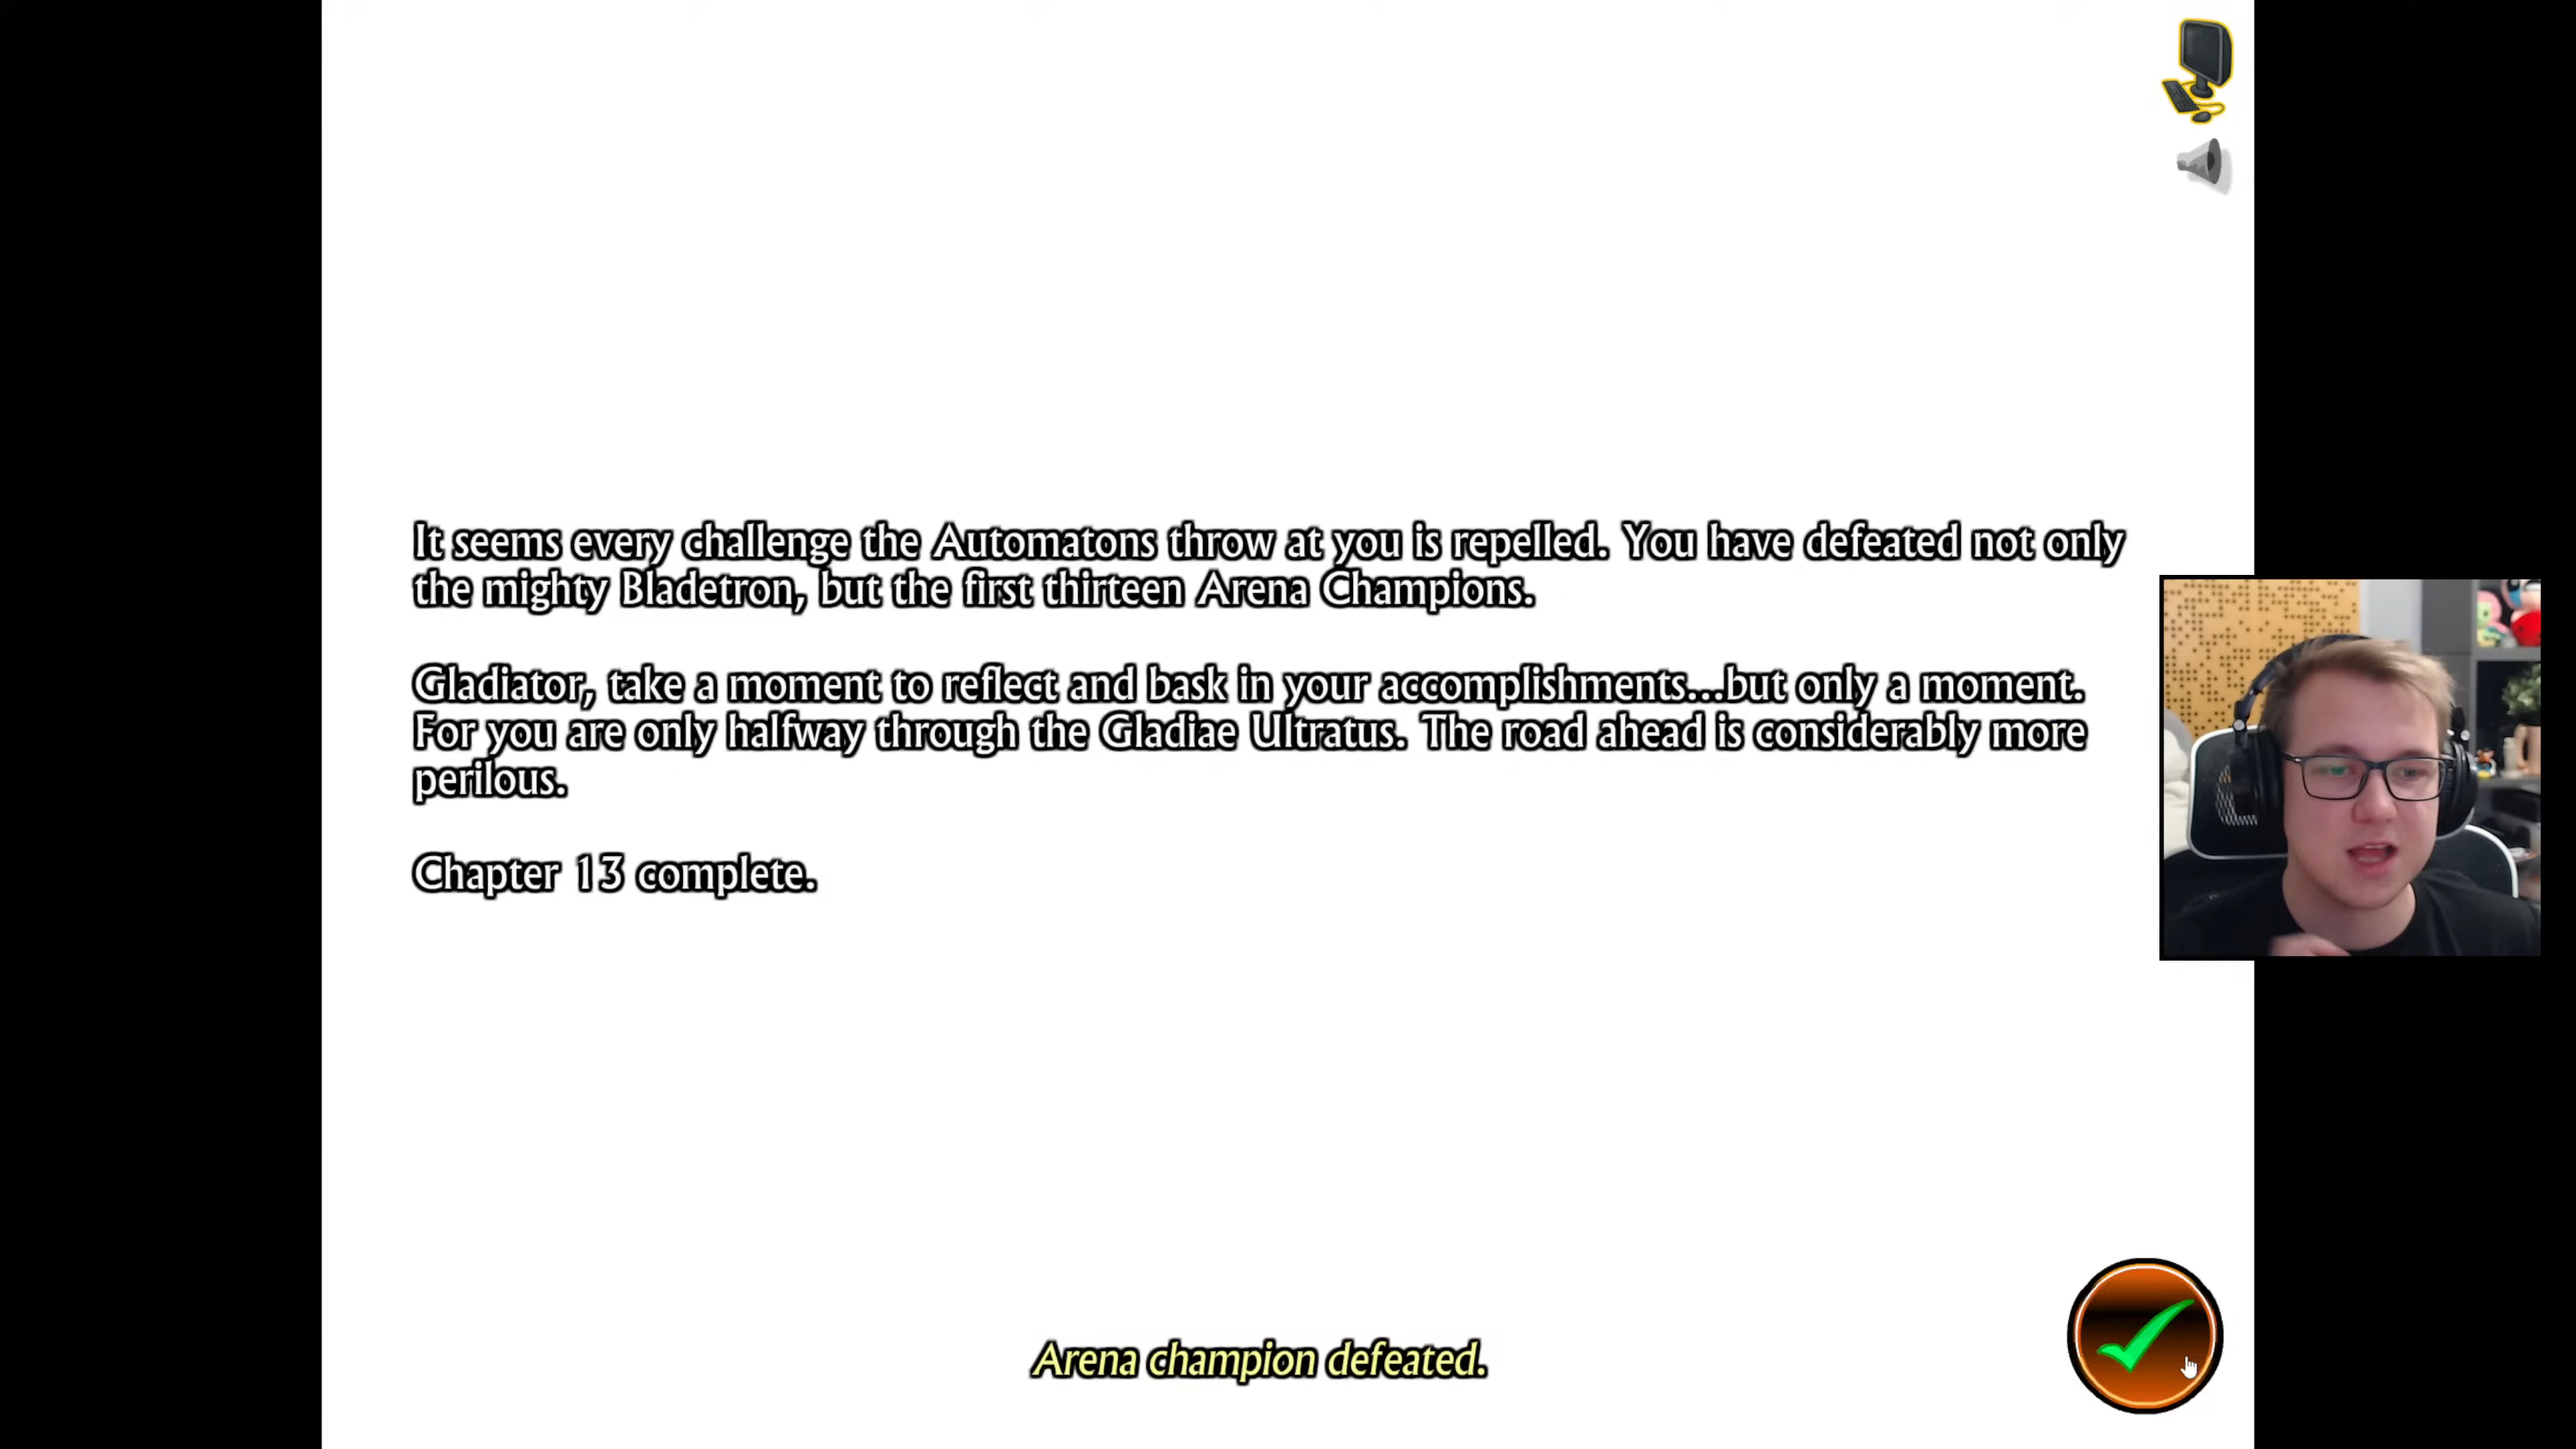 It seems every challenge the Automatons throw at you is repelled. You have defeated not only
the mighty Bladetron, but the first thirteen Arena Champions.
Gladiator, take a moment to reflect and bask in your accomplishments...but only a moment.
For you are only halfway through the Gladiae Ultratus. The road ahead is considerably more
perilous.
Chapter 13 complete.
Arena champion defeated.